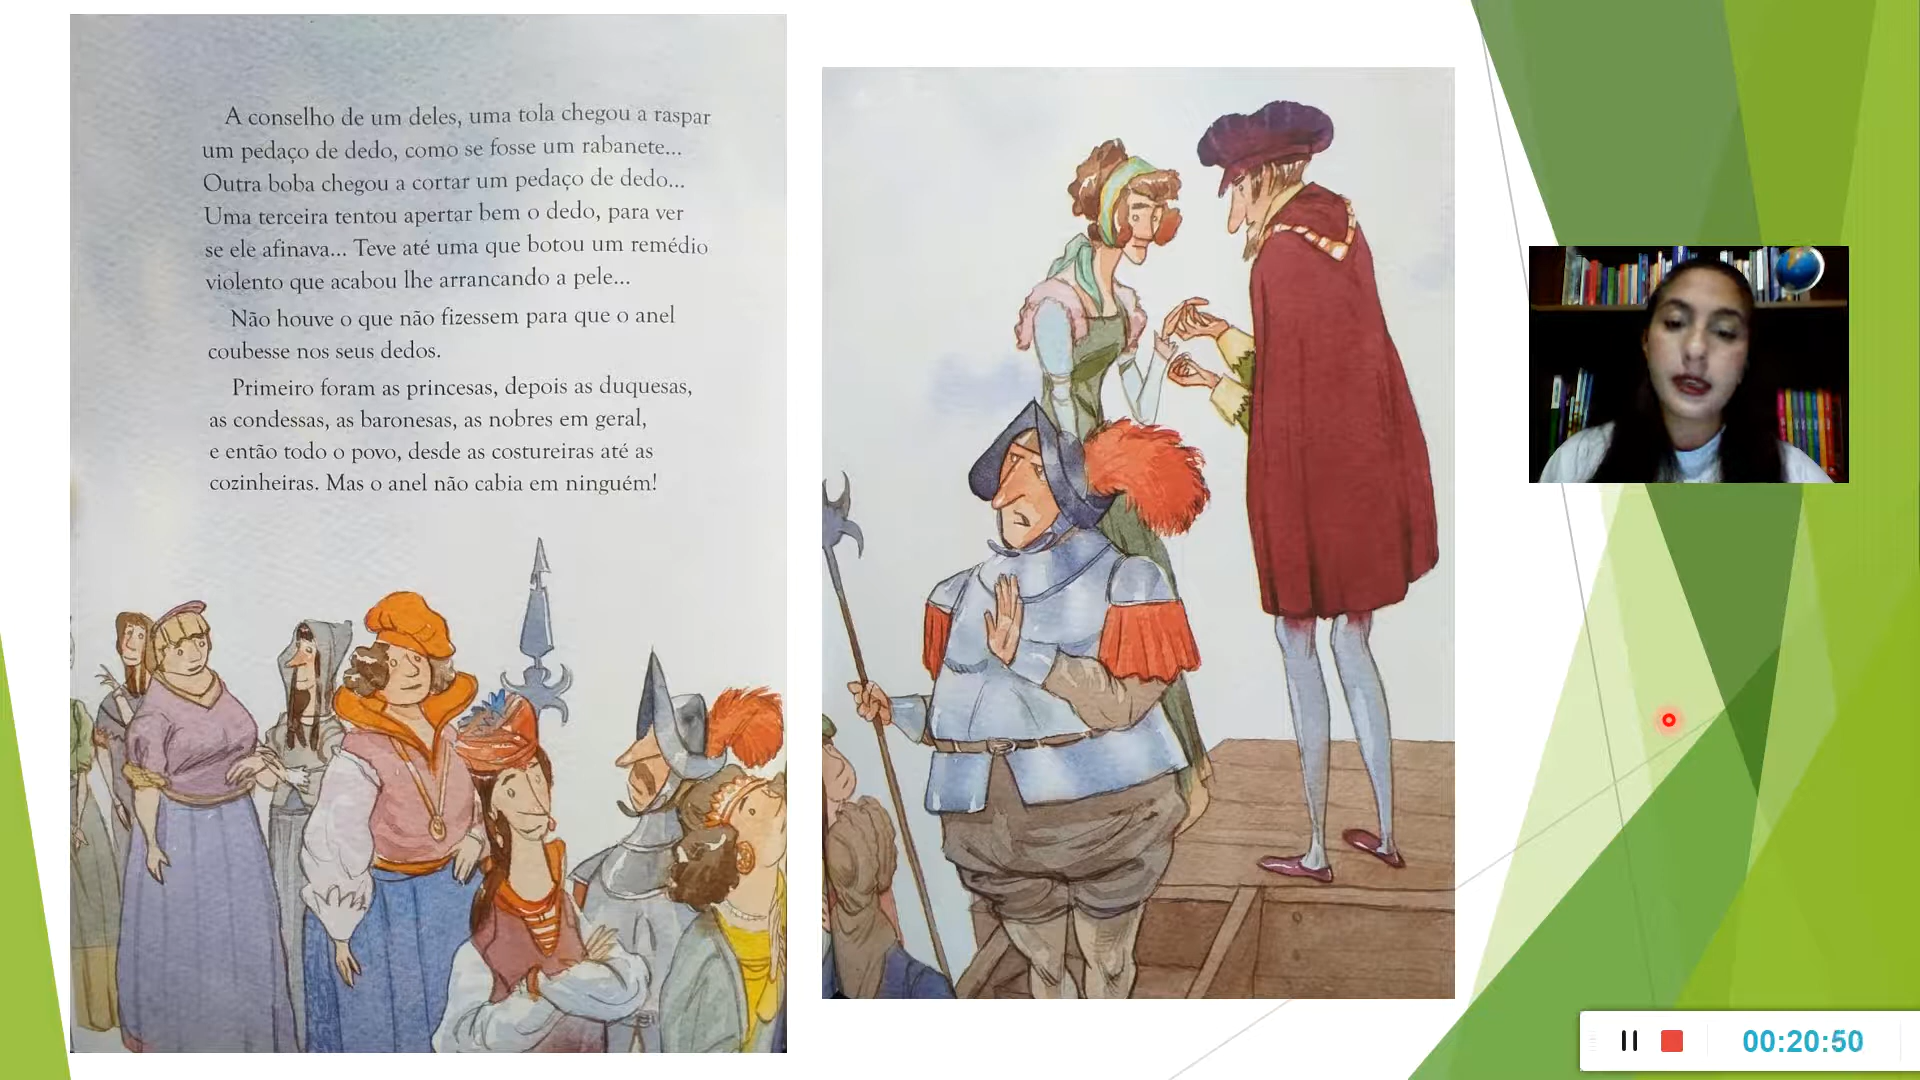 A conselho de um deles, uma tola chegou a raspar
um pedaço de dedo, como se fosse um rabanete...
Outra boba chegou a cortar um pedaço de dedo...
Uma terceira tentou apertar bem o dedo, para ver
se ele afinava... Teve até uma que botou um remédio
violento que acabou lhe arrancando a pele...
Não houve o que não fizessem para que o anel
coubesse nos seus dedos.
Primeiro foram as princesas, depois as duquesas,
as condessas, as baronesas, as nobres em geral,
e então todo o povo, desde as costureiras até as
cozinheiras. Mas o anel não cabia em ninguém!
00:20:50